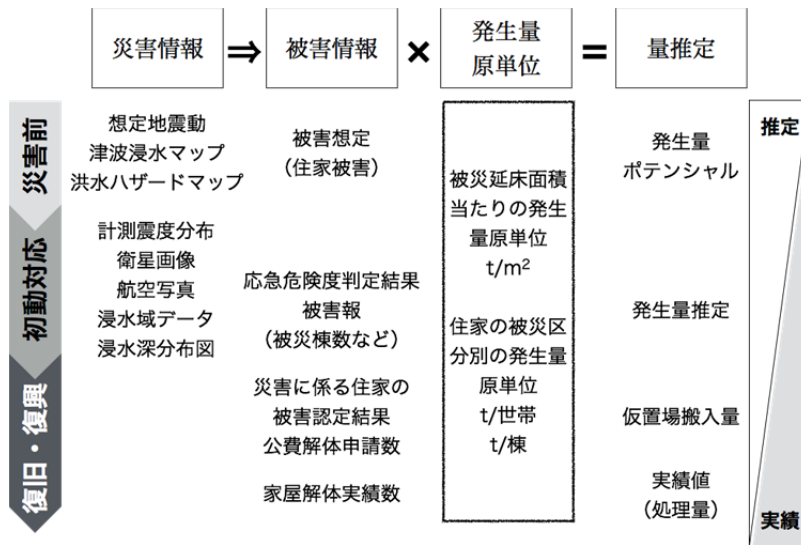 災害情報
⇒
被害情報
×
発生量
原単位
=
量推定
災害前
初動対応
復旧・復興
想定地震動
津波浸水マップ
洪水ハザードマップ
計測震度分布
衛星画像
航空写真
浸水域データ
浸水深分布図
被害想定
（住家被害）
応急危険度判定結果
被害報
（被災棟数など）
災害に係る住家の
被害認定結果
公費解体申請数
家屋解体実績数
被災延床面積
当たりの発生
量原単位
t/m²
住家の被災区
分別の発生量
原単位
t/世帯
t/棟
発生量
ポテンシャル
発生量推定
仮置場搬入量
実績値
（処理量）
推定
実績